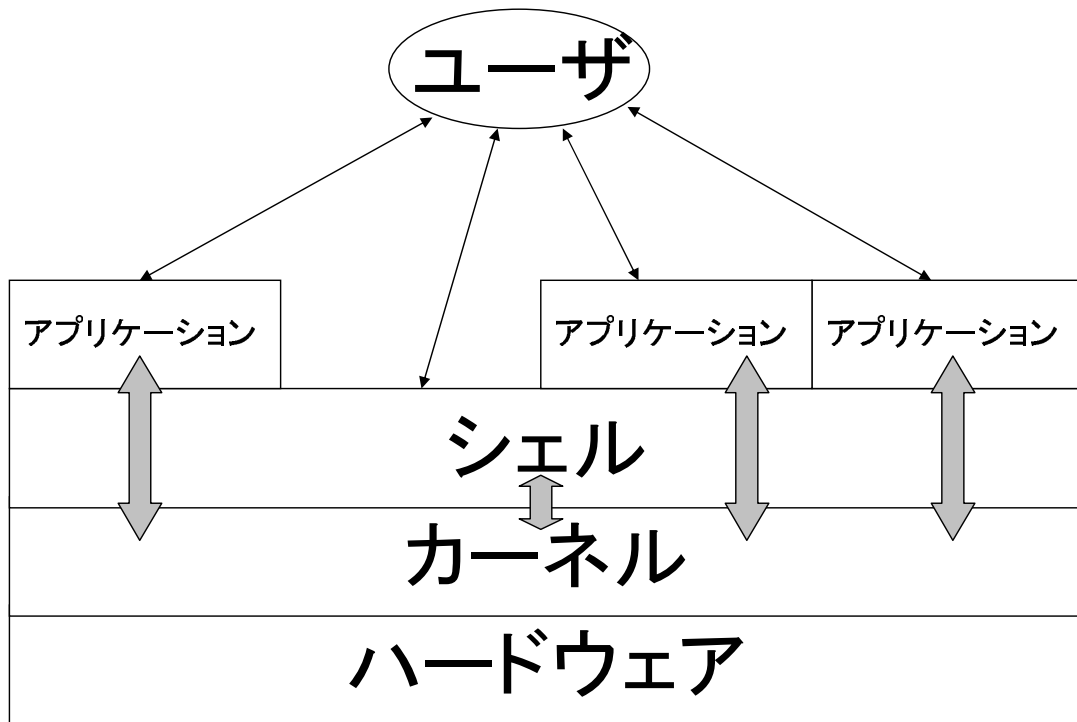 ユーザ
アプリケーション
アプリケーション
アプリケーション
シェル
カーネル
ハードウェア